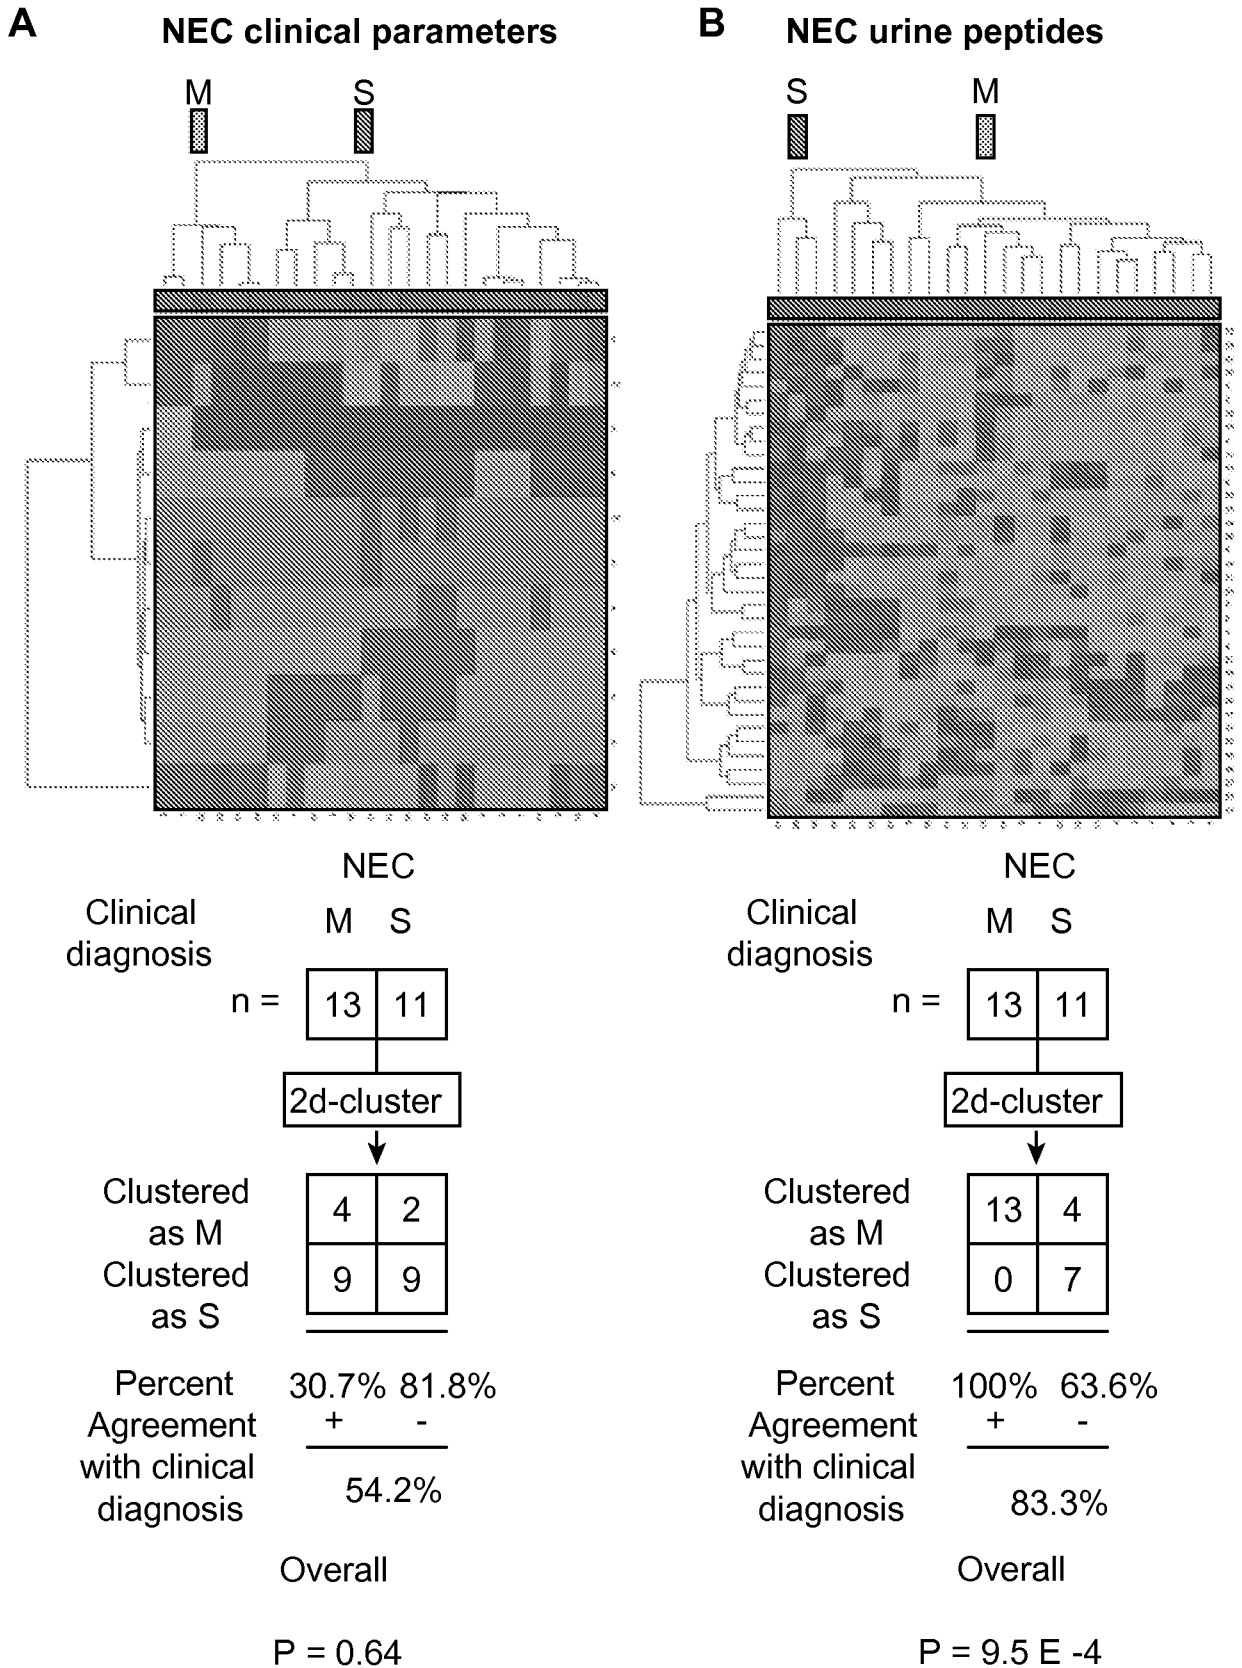 A NEC clinical parameters
M S
NEC
Clinical
diagnosis
M S
n = 13 11
2d-cluster
Clustered
as M
4 2
Clustered
as S
9 9
Percent
Agreement
with clinical
diagnosis
30.7% 81.8%
+ -
54.2%
Overall
P = 0.64
B NEC urine peptides
S M
NEC
Clinical
diagnosis
M S
n = 13 11
2d-cluster
Clustered
as M
13 4
Clustered
as S
0 7
Percent
Agreement
with clinical
diagnosis
100% 63.6%
+ -
83.3%
Overall
P = 9.5 E -4